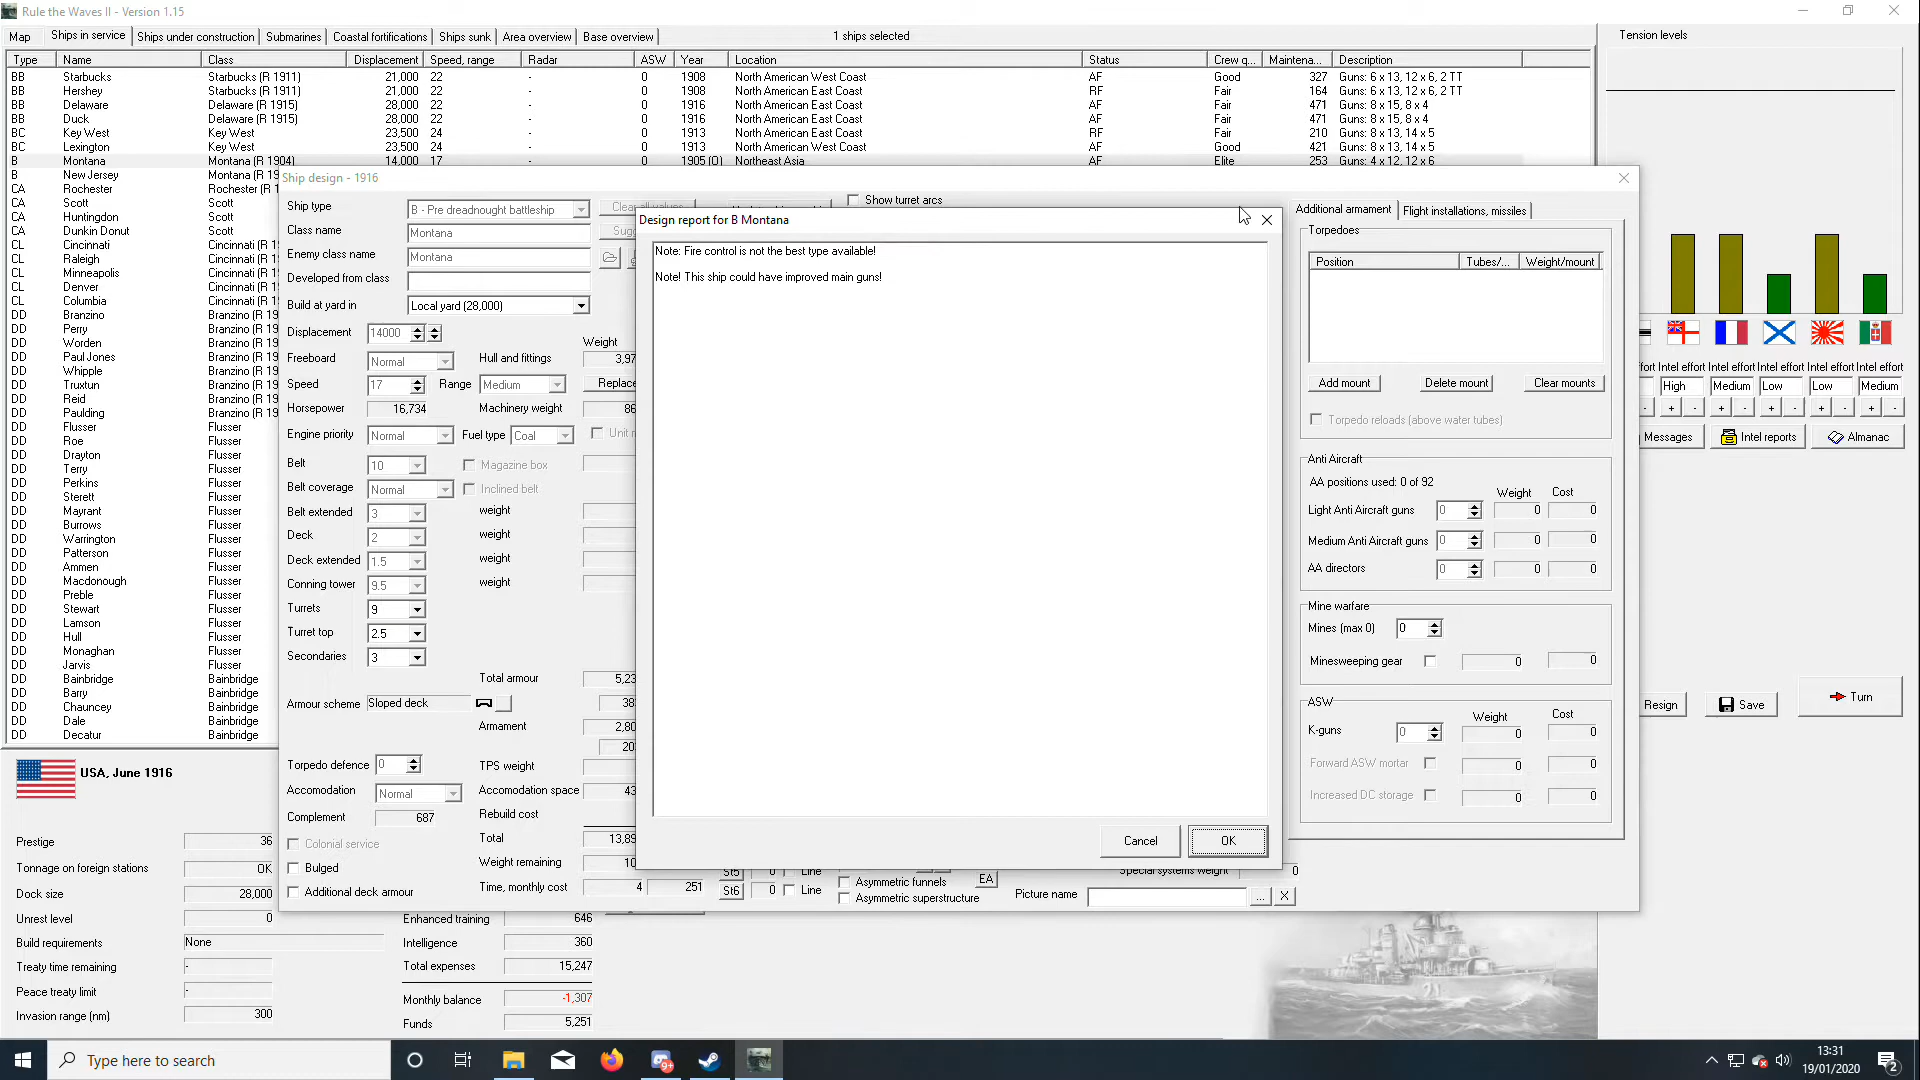 Rule the Waves II - Version 1.15
Map Ships in service Ships under construction Submarines Coastal fortifications Ships sunk Area overview Base overview 1 ships selected
Type Name Class Displacement Speed, range Radar ASW Year Location Status Crew q... Maintena... Description
BB Starbucks Starbucks (R 1911) 21,000 22 - 0 1908 North American West Coast AF Good 327 Guns: 6 x 13, 12 x 6, 2 TT
BB Hershey Starbucks (R 1911) 21,000 22 - 0 1908 North American East Coast RF Fair 164 Guns: 6 x 13, 12 x 6, 2 TT
BB Delaware Delaware (R 1915) 28,000 22 - 0 1916 North American East Coast AF Fair 471 Guns: 8 x 15, 8 x 4
BB Duck Delaware (R 1915) 28,000 22 - 0 1916 North American East Coast AF Fair 471 Guns: 8 x 15, 8 x 4
BC Key West Key West 23,500 24 - 0 1913 North American East Coast RF Fair 210 Guns: 8 x 13, 14 x 5
BC Lexington Key West 23,500 24 - 0 1913 North American West Coast AF Good 421 Guns: 8 x 13, 14 x 5
B Montana Montana (R 1904) 14,000 17 - 0 1905 (O) Northeast Asia AF Elite 253 Guns: 4 x 12, 12 x 6
B New Jersey Montana (R 1
CA Rochester Rochester (R 1
CA Scott Scott
CA Huntingdon Scott
CA Dunkin Donut Scott
CL Cincinnati Cincinnati (R 1
CL Raleigh Cincinnati (R 1
CL Minneapolis Cincinnati (R 1
CL Denver Cincinnati (R 1
CL Columbia Cincinnati (R 1
DD Branzino Branzino (R 19
DD Perry Branzino (R 19
DD Worden Branzino (R 19
DD Paul Jones Branzino (R 19
DD Whipple Branzino (R 19
DD Truxtun Branzino (R 19
DD Reid Branzino (R 19
DD Paulding Branzino (R 19
DD Flusser Flusser
DD Roe Flusser
DD Drayton Flusser
DD Terry Flusser
DD Perkins Flusser
DD Sterett Flusser
DD Mayrant Flusser
DD Burrows Flusser
DD Warrington Flusser
DD Patterson Flusser
DD Ammen Flusser
DD Macdonough Flusser
DD Preble Flusser
DD Stewart Flusser
DD Lamson Flusser
DD Hull Flusser
DD Monaghan Flusser
DD Jarvis Flusser
DD Bainbridge Bainbridge
DD Barry Bainbridge
DD Chauncey Bainbridge
DD Dale Bainbridge
DD Decatur Bainbridge
Ship design - 1916
Ship type B - Pre dreadnought battleship Clear all values Show turret arcs
Class name Montana Sugg
Enemy class name Montana
Developed from class
Build at yard in Local yard (28,000)
Displacement 14000
Weight
Freeboard Normal Hull and fittings 3,97
Speed 17 Range Medium Replace
Horsepower 16,734 Machinery weight 86
Engine priority Normal Fuel type Coal Unit r
Belt 10 Magazine box
Belt coverage Normal Inclined belt
Belt extended 3 weight
Deck 2 weight
Deck extended 1.5 weight
Conning tower 9.5 weight
Turrets 9
Turret top 2.5
Secondaries 3
Total armour 5,23
Armour scheme Sloped deck 38
Armament 2,80
20
Torpedo defence 0 TPS weight
Accomodation Normal Accomodation space 43
Complement 687 Rebuild cost
Colonial service Total 13,89
Bulged Weight remaining 10
Additional deck armour Time, monthly cost 4 251
St5 0 Line
St6 0 Line
Asymmetric funnels EA
Asymmetric superstructure
Special systems weight 0
Picture name ... X
Design report for B Montana
Note: Fire control is not the best type available!
Note! This ship could have improved main guns!
Cancel OK
Additional armament Flight installations, missiles
Torpedoes
Position Tubes/... Weight/mount
Add mount Delete mount Clear mounts
Torpedo reloads (above water tubes)
Anti Aircraft
AA positions used: 0 of 92
Weight Cost
Light Anti Aircraft guns 0 0 0
Medium Anti Aircraft guns 0 0 0
AA directors 0 0 0
Mine warfare
Mines (max 0) 0
Minesweeping gear 0 0
ASW
Weight Cost
K-guns 0 0 0
Forward ASW mortar 0 0
Increased DC storage 0 0
Tension levels
fort Intel effort Intel effort Intel effort Intel effort Intel effort
High Medium Low Low Medium
- + - + - + - + - + -
Messages Intel reports Almanac
Resign Save Turn
USA, June 1916
Prestige 36
Tonnage on foreign stations OK
Dock size 28,000
Unrest level 0
Build requirements None
Treaty time remaining -
Peace treaty limit -
Invasion range (nm) 300
Enhanced training 646
Intelligence 360
Total expenses 15,247
Monthly balance -1,307
Funds 5,251
Type here to search
9+
13:31
19/01/2020
2